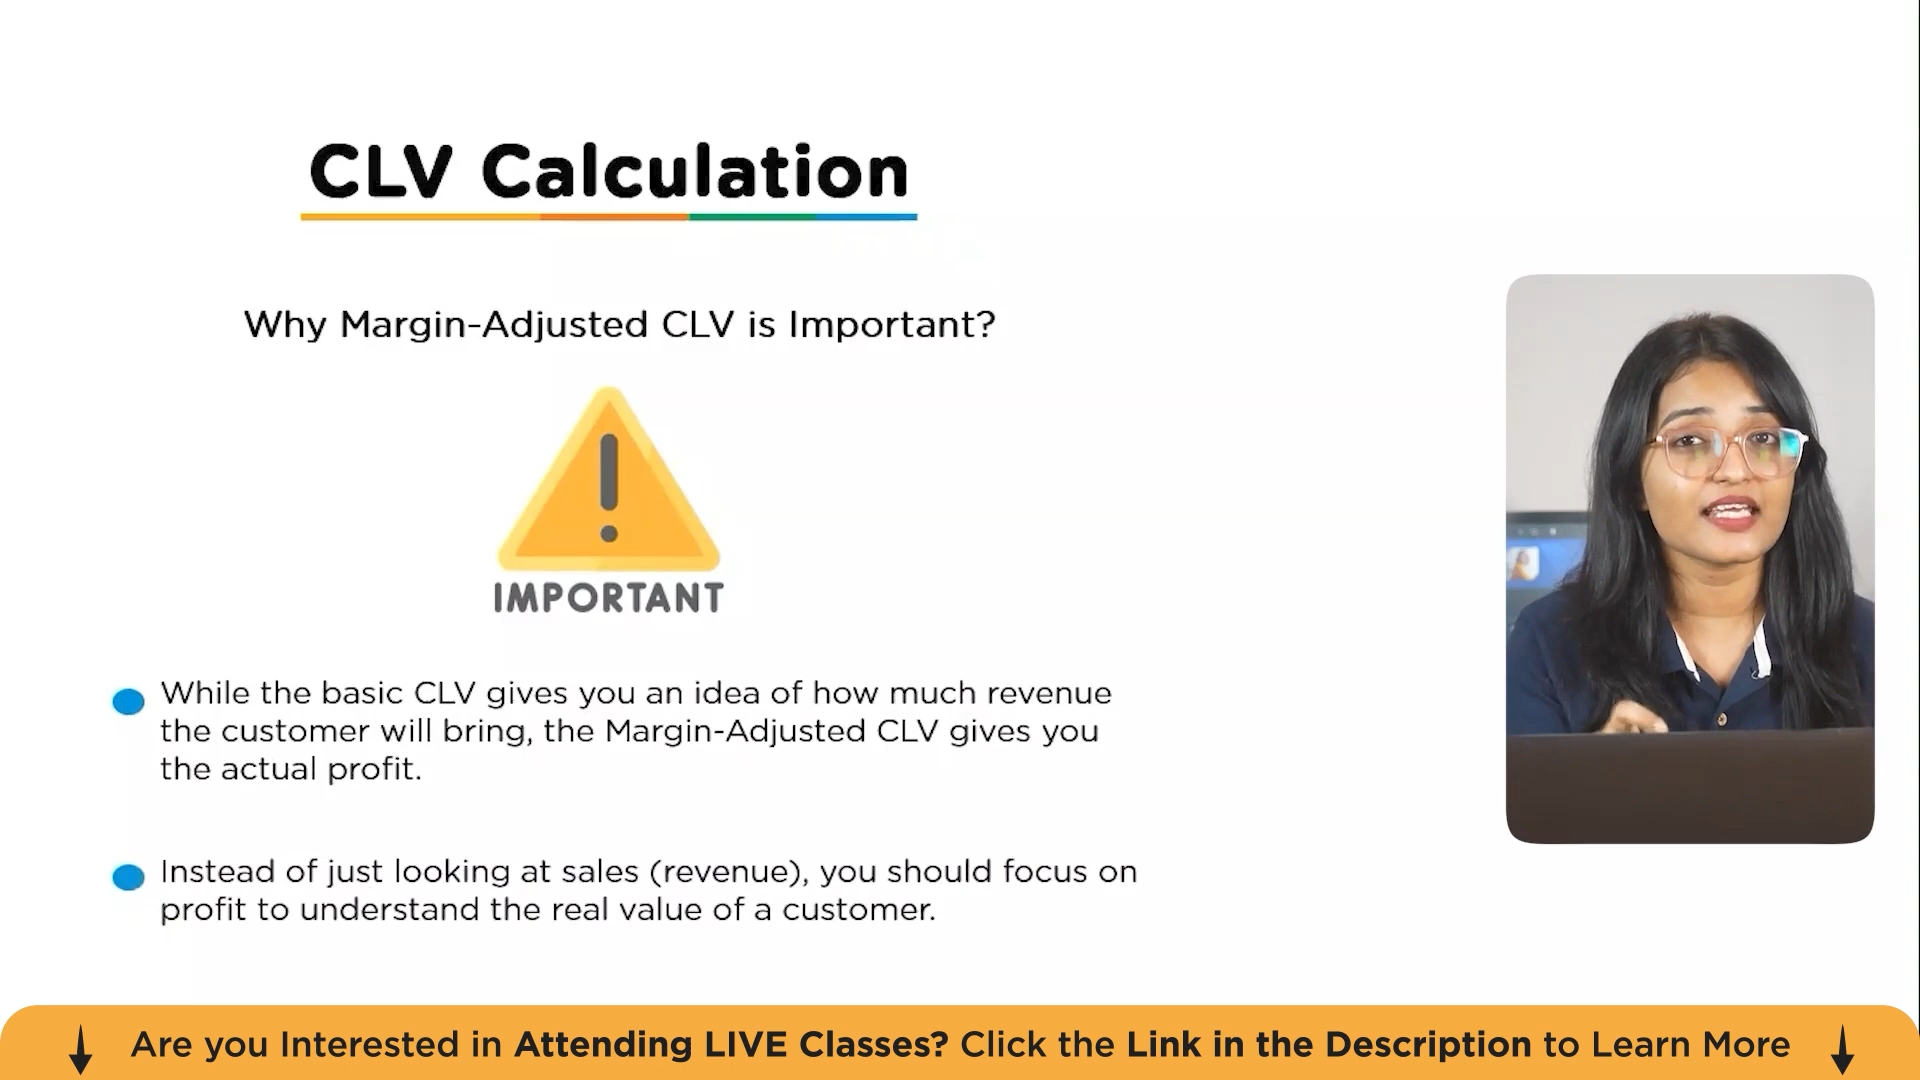 CLV Calculation
Why Margin-Adjusted CLV is Important?
IMPORTANT
While the basic CLV gives you an idea of how much revenue
the customer will bring, the Margin-Adjusted CLV gives you
the actual profit.
Instead of just looking at sales (revenue), you should focus on
profit to understand the real value of a customer.
Are you Interested in Attending LIVE Classes? Click the Link in the Description to Learn More